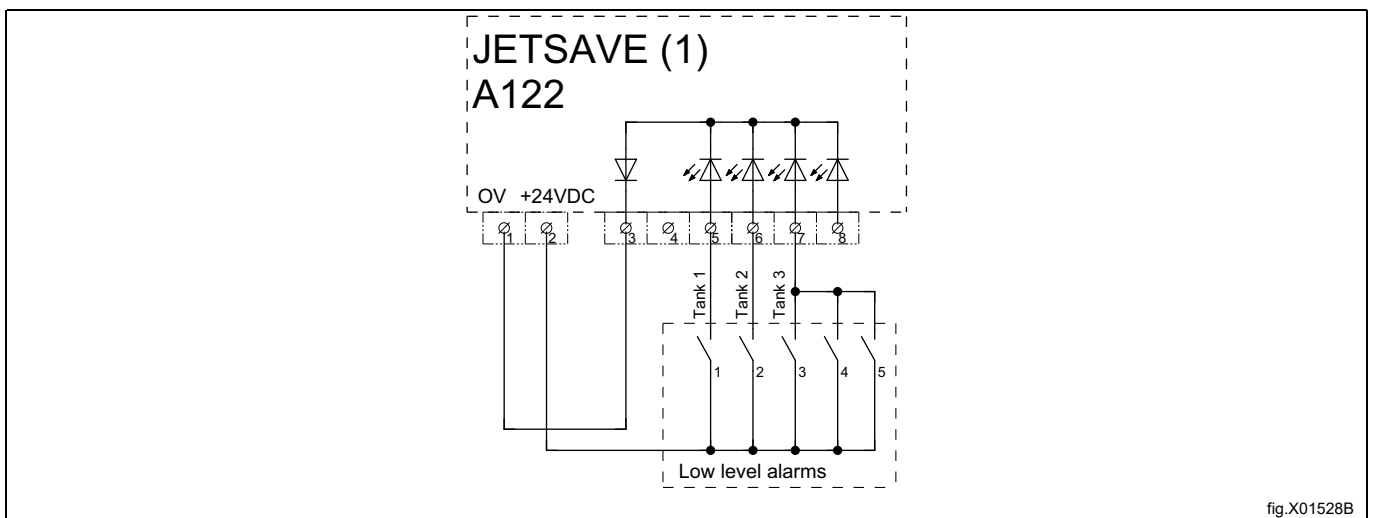 JETSAVE (1)
A122
OV +24VDC
1 2 3 4 5 6 7 8
Tank 1
Tank 2
Tank 3
1 2 3 4 5
Low level alarms
fig.X01528B